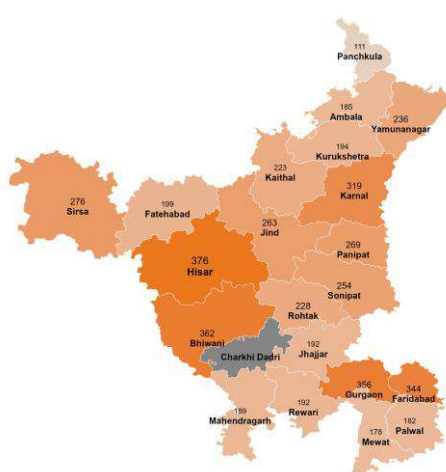 111
Panchkula
185
Ambala
236
Yamunanagar
194
Kurukshetra
223
Kaithal
319
Karnal
276
Sirsa
199
Fatehabad
263
Jind
269
Panipat
376
Hisar
254
Sonipat
228
Rohtak
362
Bhiwani
Charkhi Dadri
192
Jhajjar
356
Gurgaon
344
Faridabad
189
Mahendragarh
192
Rewari
178
Mewat
182
Palwal